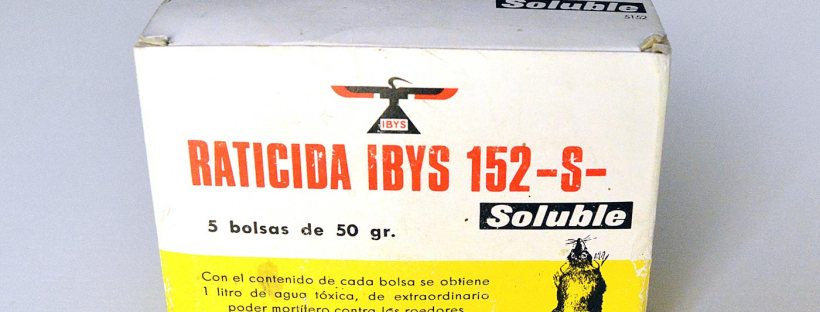 Soluble
5152
IBYS
RATICIDA IBYS 152-S-
Soluble
5 bolsas de 50 gr.
Con el contenido de cada bolsa se obtiene
1 litro de agua tóxica, de extraordinario
poder mortífero contra los roedores